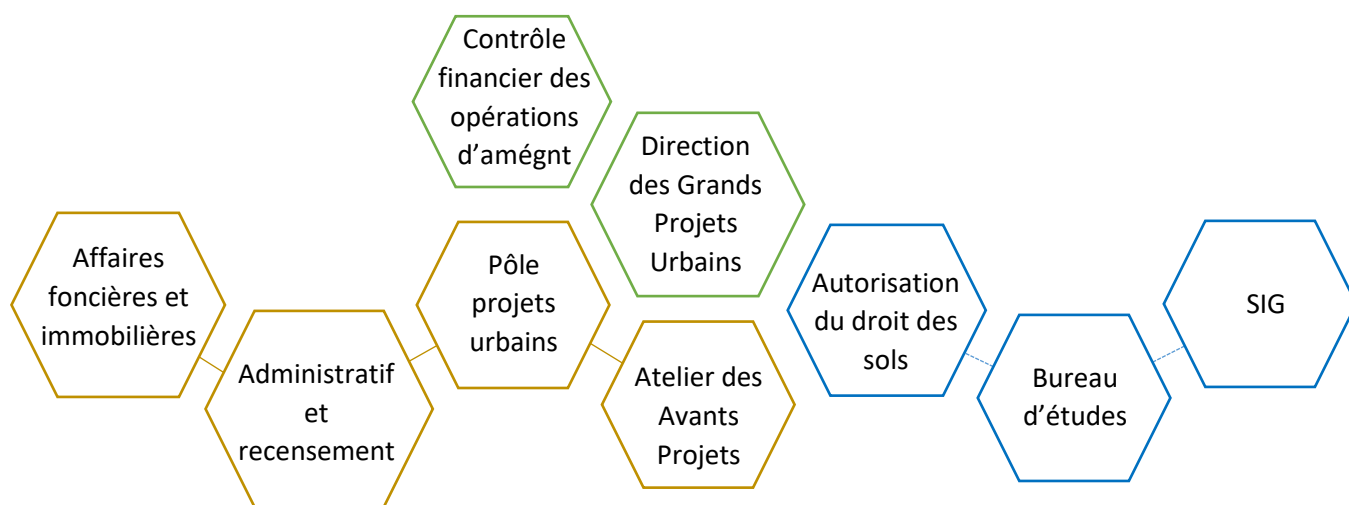 Contrôle
financier des
opérations
d’amégnt
Direction
des Grands
Projets
Urbains
Affaires
foncières et
immobilières
Administratif
et
recensement
Pôle
projets
urbains
Atelier des
Avants
Projets
Autorisation
du droit des
sols
Bureau
d’études
SIG